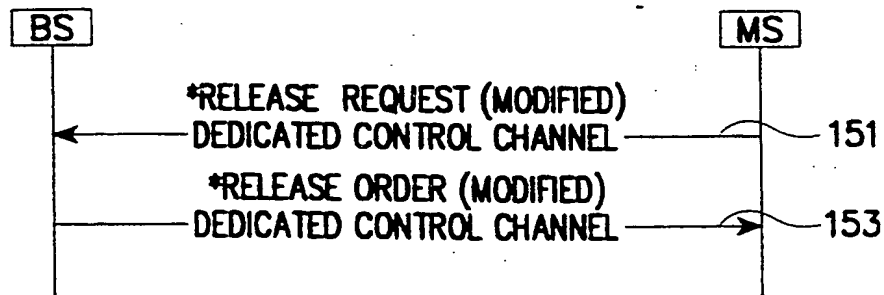 BS MS
*RELEASE REQUEST (MODIFIED)
DEDICATED CONTROL CHANNEL 151
*RELEASE ORDER (MODIFIED)
DEDICATED CONTROL CHANNEL 153